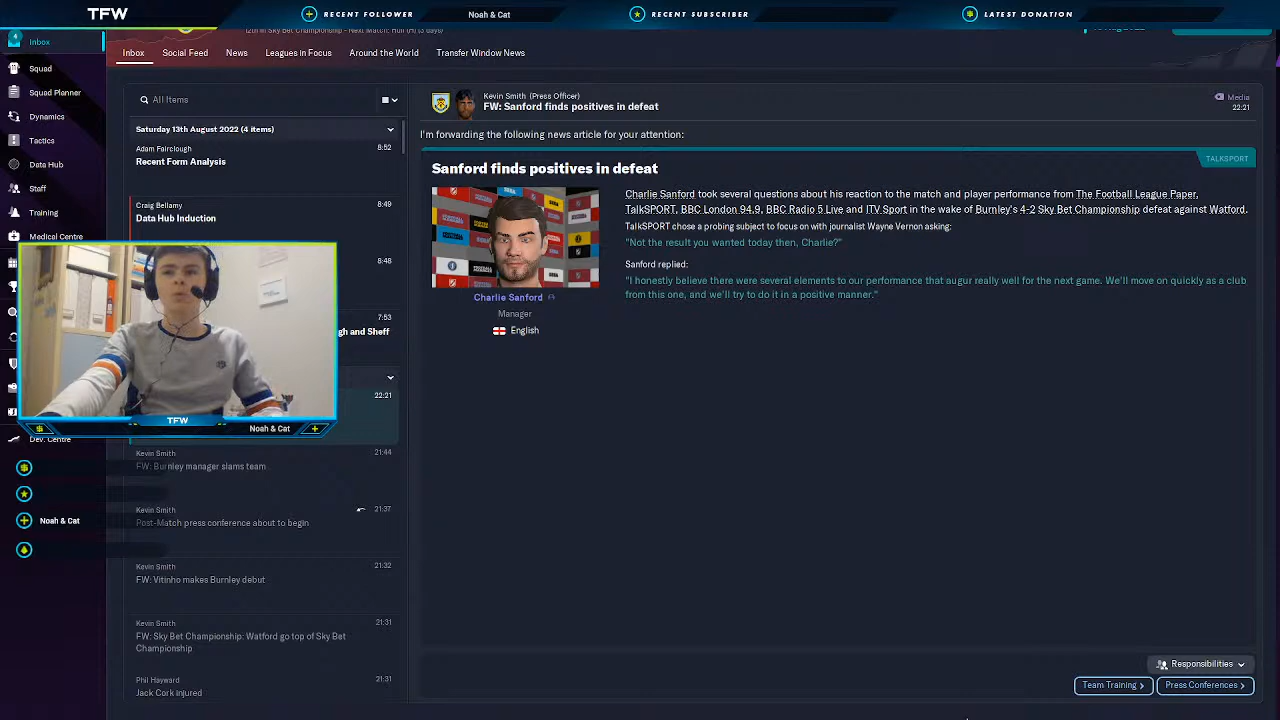 TFW
RECENT FOLLOWER
Noah & Cat
RECENT SUBSCRIBER
LATEST DONATION
4
Inbox
Squad
Squad Planner
Dynamics
Tactics
Data Hub
Staff
Training
Medical Centre
Dev. Centre
12th in Sky Bet Championship - Next Match: Hull (H) (3 days)
Inbox
Social Feed
News
Leagues in Focus
Around the World
Transfer Window News
All Items
Saturday 13th August 2022 (4 items)
Adam Fairclough
8:52
Recent Form Analysis
Craig Bellamy
8:49
Data Hub Induction
8:48
7:53
gh and Sheff
22:21
Kevin Smith
21:44
FW: Burnley manager slams team
Kevin Smith
21:37
Post-Match press conference about to begin
Kevin Smith
21:32
FW: Vitinho makes Burnley debut
Kevin Smith
21:31
FW: Sky Bet Championship: Watford go top of Sky Bet
Championship
Phil Hayward
21:31
Jack Cork injured
TFW
Noah & Cat
Noah & Cat
Kevin Smith (Press Officer)
FW: Sanford finds positives in defeat
Media
22:21
I'm forwarding the following news article for your attention:
TALKSPORT
Sanford finds positives in defeat
Charlie Sanford
Manager
English
Charlie Sanford took several questions about his reaction to the match and player performance from The Football League Paper,
TalkSPORT, BBC London 94.9, BBC Radio 5 Live and ITV Sport in the wake of Burnley's 4-2 Sky Bet Championship defeat against Watford.
TalkSPORT chose a probing subject to focus on with journalist Wayne Vernon asking:
"Not the result you wanted today then, Charlie?"
Sanford replied:
"I honestly believe there were several elements to our performance that augur really well for the next game. We'll move on quickly as a club
from this one, and we'll try to do it in a positive manner."
Responsibilities
Team Training
Press Conferences